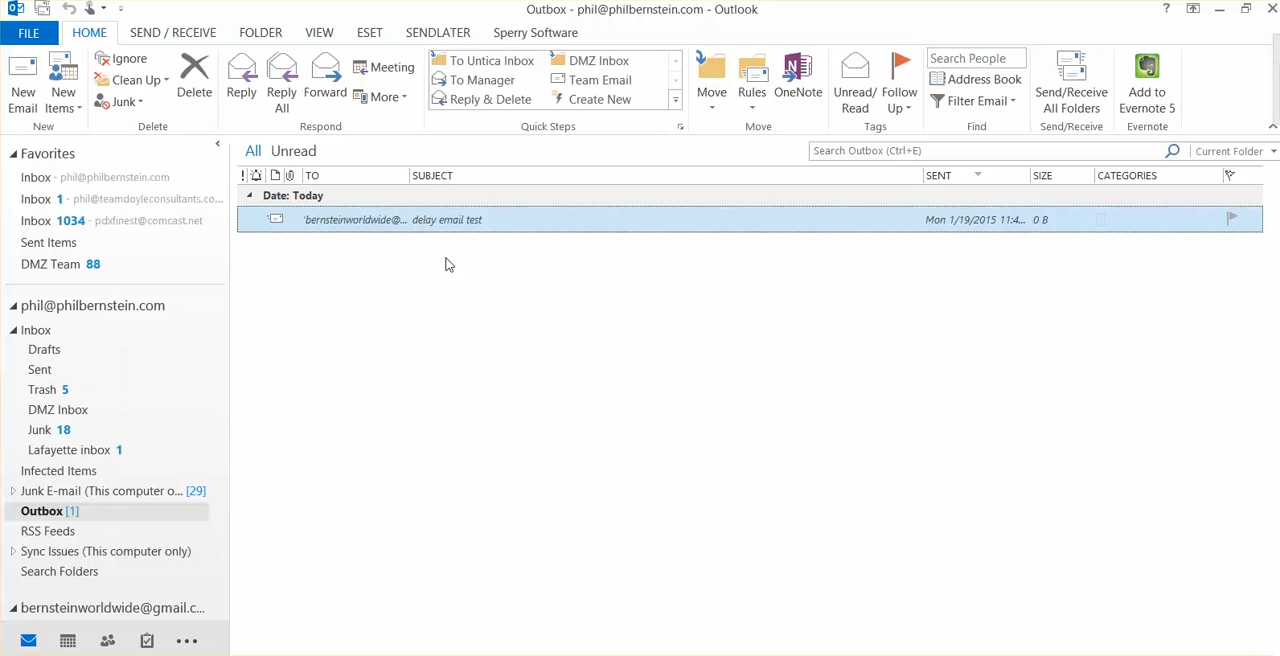 Outbox - phil@philbernstein.com - Outlook
?
FILE HOME SEND / RECEIVE FOLDER VIEW ESET SENDLATER Sperry Software
New Email
New Items
New
Ignore
Clean Up
Junk
Delete
Delete
Reply
Reply All
Forward
Meeting
More
Respond
To Untica Inbox
To Manager
Reply & Delete
DMZ Inbox
Team Email
Create New
Quick Steps
Move
Rules
OneNote
Move
Unread/ Read
Follow Up
Tags
Search People
Address Book
Filter Email
Find
Send/Receive All Folders
Send/Receive
Add to Evernote 5
Evernote
Favorites
Inbox - phil@philbernstein.com
Inbox 1 - phil@teamdoyleconsultants.co...
Inbox 1034 - pdxfinest@comcast.net
Sent Items
DMZ Team 88
phil@philbernstein.com
Inbox
Drafts
Sent
Trash 5
DMZ Inbox
Junk 18
Lafayette inbox 1
Infected Items
Junk E-mail (This computer o... [29]
Outbox [1]
RSS Feeds
Sync Issues (This computer only)
Search Folders
bernsteinworldwide@gmail.c...
All Unread
Search Outbox (Ctrl+E)
Current Folder
! TO SUBJECT SENT SIZE CATEGORIES
Date: Today
'bernsteinworldwide@... delay email test Mon 1/19/2015 11:4... 0 B